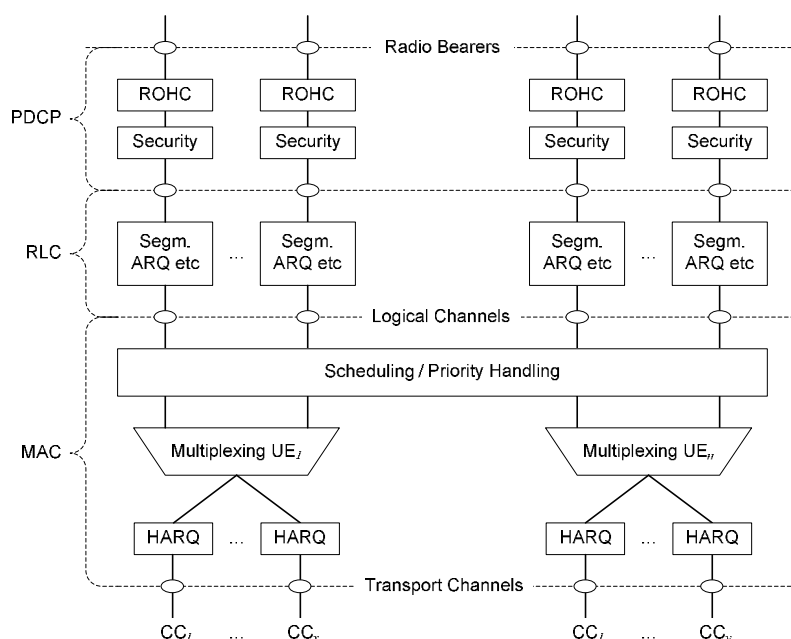 Radio Bearers
ROHC ROHC ROHC ROHC
PDCP
Security Security Security Security
Segm. ARQ etc ... Segm. ARQ etc Segm. ARQ etc ... Segm. ARQ etc
RLC
Logical Channels
Scheduling / Priority Handling
Multiplexing UE1 Multiplexing UEn
MAC
HARQ ... HARQ HARQ ... HARQ
Transport Channels
CC1 ... CCx CC1 ... CCy